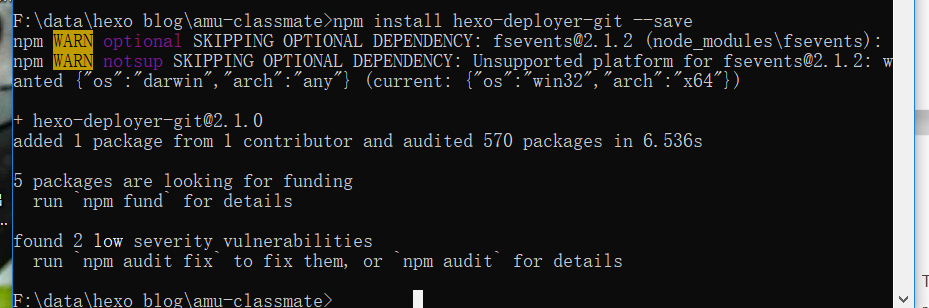 F:\data\hexo blog\amu-classmate>npm install hexo-deployer-git --save
npm WARN optional SKIPPING OPTIONAL DEPENDENCY: fsevents@2.1.2 (node_modules\fsevents):
npm WARN notsup SKIPPING OPTIONAL DEPENDENCY: Unsupported platform for fsevents@2.1.2: w
anted {"os":"darwin","arch":"any"} (current: {"os":"win32","arch":"x64"})
+ hexo-deployer-git@2.1.0
added 1 package from 1 contributor and audited 570 packages in 6.536s
5 packages are looking for funding
run `npm fund` for details
found 2 low severity vulnerabilities
run `npm audit fix` to fix them, or `npm audit` for details
F:\data\hexo blog\amu-classmate>